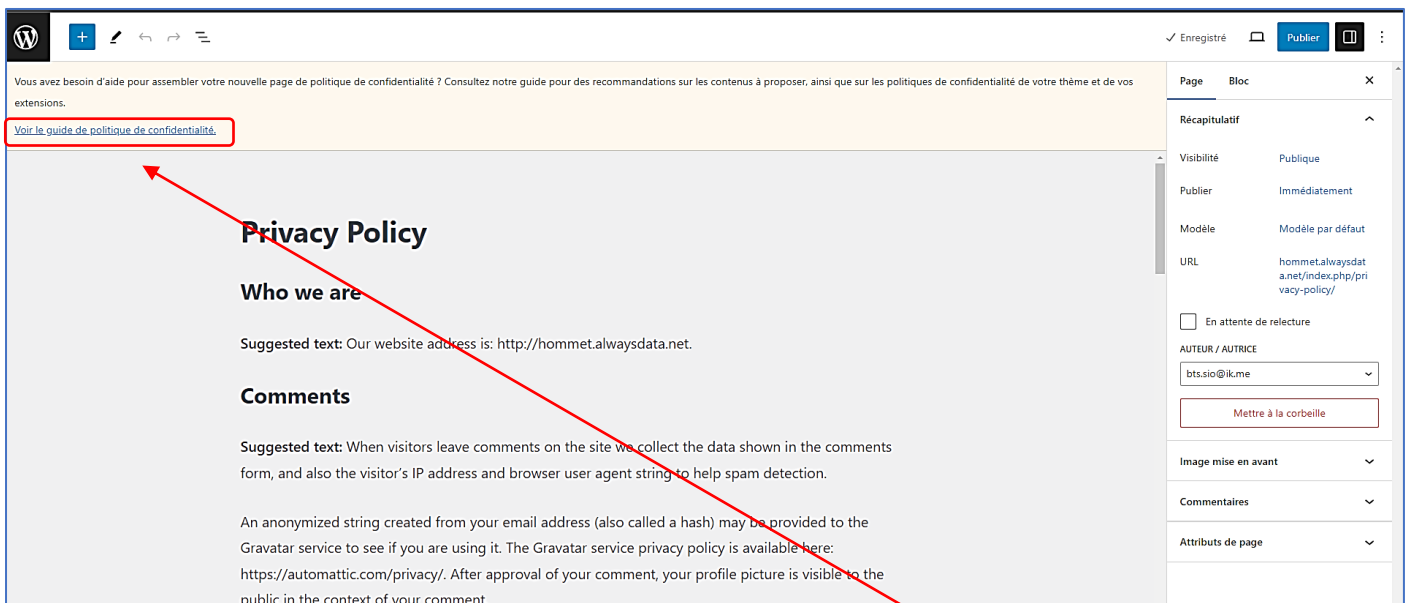 Enregistré
Publier
Vous avez besoin d'aide pour assembler votre nouvelle page de politique de confidentialité ? Consultez notre guide pour des recommandations sur les contenus à proposer, ainsi que sur les politiques de confidentialité de votre thème et de vos
extensions.
Voir le guide de politique de confidentialité.
Privacy Policy
Who we are
Suggested text: Our website address is: http://hommet.alwaysdata.net.
Comments
Suggested text: When visitors leave comments on the site we collect the data shown in the comments
form, and also the visitor's IP address and browser user agent string to help spam detection.
An anonymized string created from your email address (also called a hash) may be provided to the
Gravatar service to see if you are using it. The Gravatar service privacy policy is available here:
https://automattic.com/privacy/. After approval of your comment, your profile picture is visible to the
public in the context of your comment.
Page Bloc
Récapitulatif
Visibilité Publique
Publier Immédiatement
Modèle Modèle par défaut
URL hommet.alwaysdat
a.net/index.php/pri
vacy-policy/
En attente de relecture
AUTEUR / AUTRICE
bts.sio@ik.me
Mettre à la corbeille
Image mise en avant
Commentaires
Attributs de page